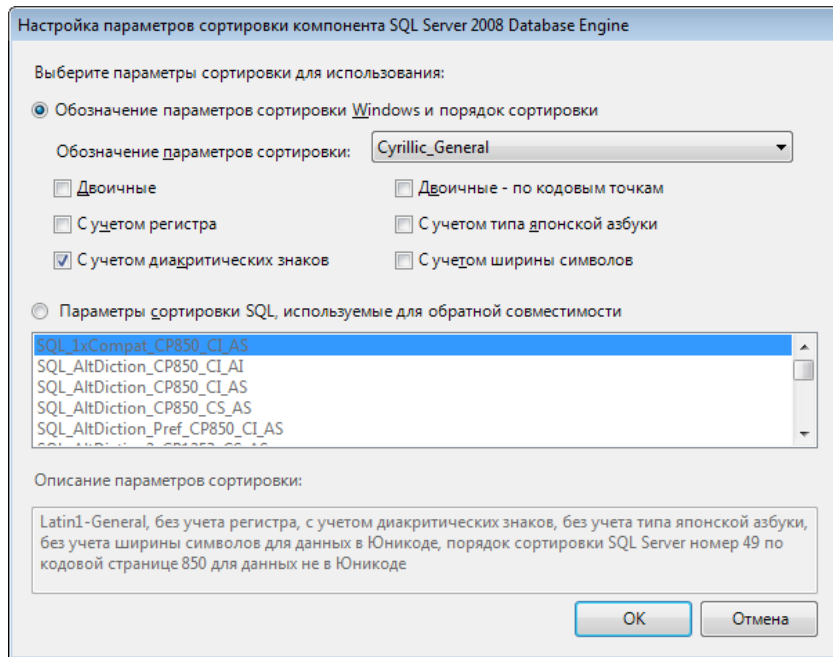 Настройка параметров сортировки компонента SQL Server 2008 Database Engine
Выберите параметры сортировки для использования:
Обозначение параметров сортировки Windows и порядок сортировки
Обозначение параметров сортировки: Cyrillic_General
Двоичные Двоичные - по кодовым точкам
С учетом регистра С учетом типа японской азбуки
С учетом диакритических знаков С учетом ширины символов
Параметры сортировки SQL, используемые для обратной совместимости
SQL_1xCompat_CP850_CI_AS
SQL_AltDiction_CP850_CI_AI
SQL_AltDiction_CP850_CI_AS
SQL_AltDiction_CP850_CS_AS
SQL_AltDiction_Pref_CP850_CI_AS
Описание параметров сортировки:
Latin1-General, без учета регистра, с учетом диакритических знаков, без учета типа японской азбуки,
без учета ширины символов для данных в Юникоде, порядок сортировки SQL Server номер 49 по
кодовой странице 850 для данных не в Юникоде
OK Отмена